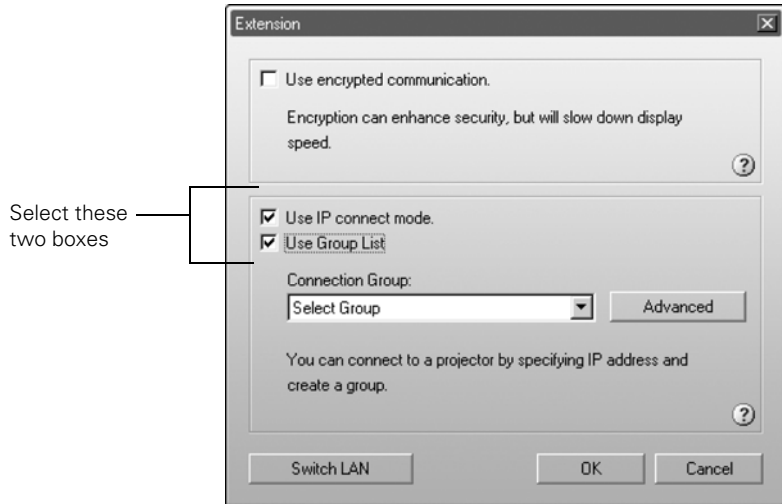 Extension
Use encrypted communication.
Encryption can enhance security, but will slow down display
speed.
?
Select these
two boxes
Use IP connect mode.
Use Group List
Connection Group:
Select Group
Advanced
You can connect to a projector by specifying IP address and
create a group.
?
Switch LAN
OK
Cancel